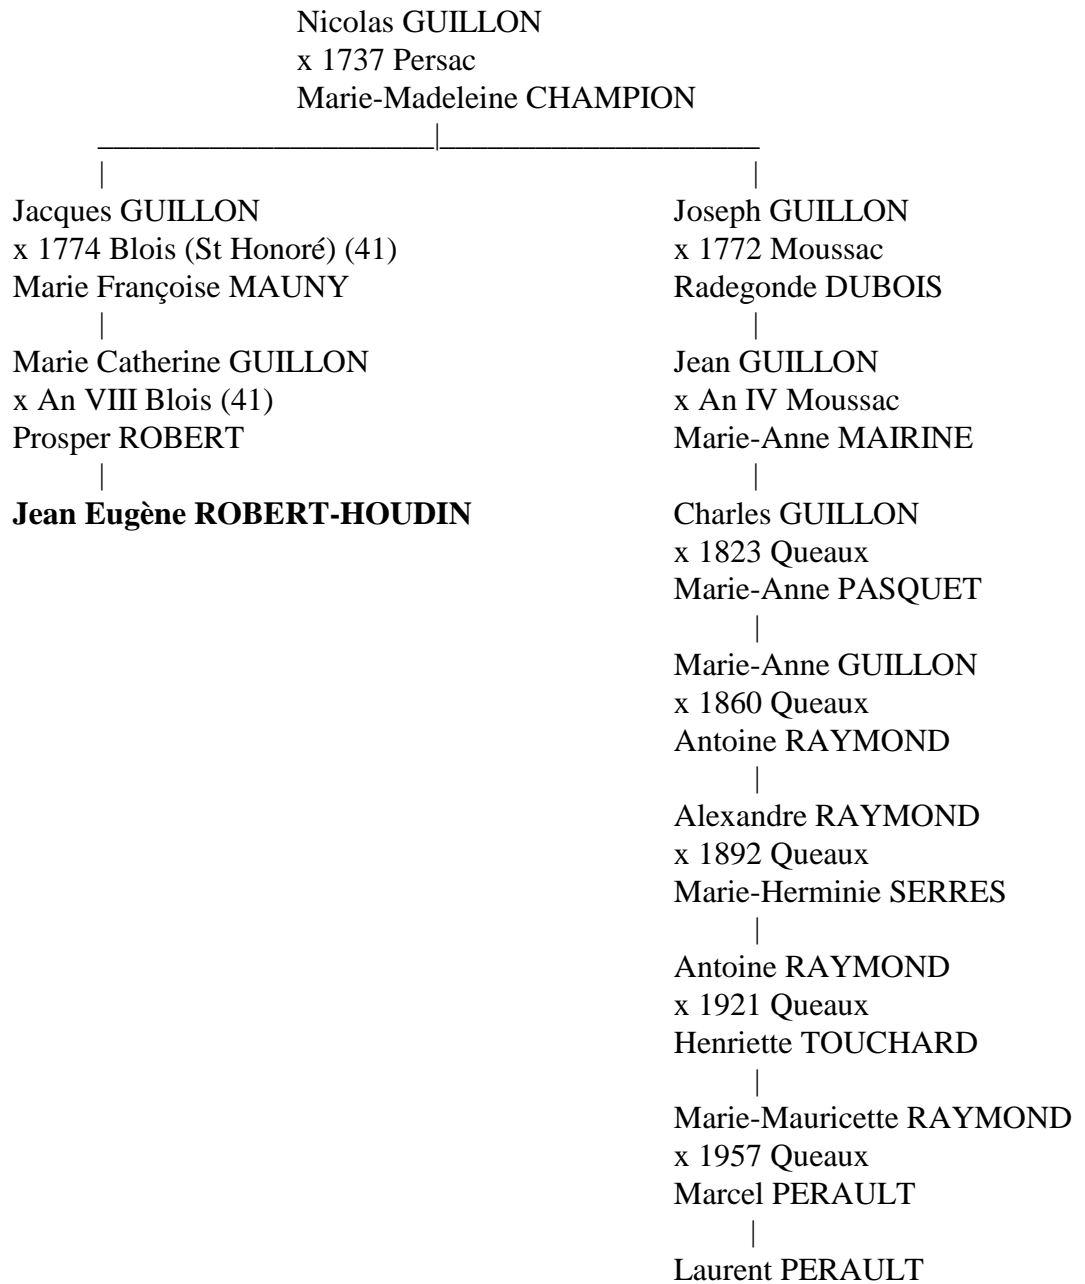 Nicolas GUILLON
x 1737 Persac
Marie-Madeleine CHAMPION
Jacques GUILLON
x 1774 Blois (St Honoré) (41)
Marie Françoise MAUNY
Marie Catherine GUILLON
x An VIII Blois (41)
Prosper ROBERT
Jean Eugène ROBERT-HOUDIN
Joseph GUILLON
x 1772 Moussac
Radegonde DUBOIS
Jean GUILLON
x An IV Moussac
Marie-Anne MAIRINE
Charles GUILLON
x 1823 Queaux
Marie-Anne PASQUET
Marie-Anne GUILLON
x 1860 Queaux
Antoine RAYMOND
Alexandre RAYMOND
x 1892 Queaux
Marie-Herminie SERRES
Antoine RAYMOND
x 1921 Queaux
Henriette TOUCHARD
Marie-Mauricette RAYMOND
x 1957 Queaux
Marcel PERAULT
Laurent PERAULT